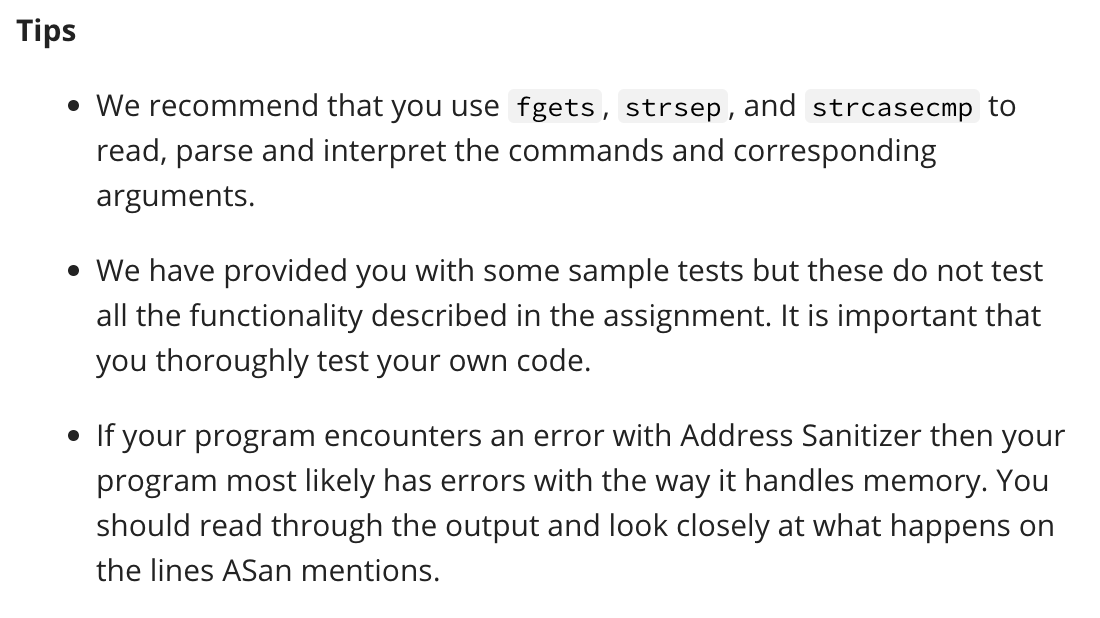 Tips
• We recommend that you use fgets, strsep, and strcasecmp to
read, parse and interpret the commands and corresponding
arguments.
• We have provided you with some sample tests but these do not test
all the functionality described in the assignment. It is important that
you thoroughly test your own code.
• If your program encounters an error with Address Sanitizer then your
program most likely has errors with the way it handles memory. You
should read through the output and look closely at what happens on
the lines ASan mentions.